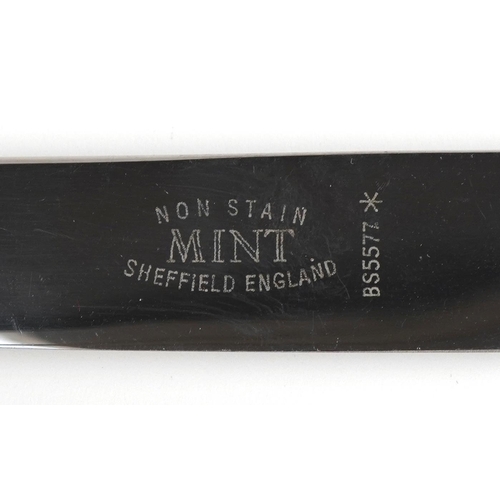 NON STAIN
MINT
SHEFFIELD ENGLAND
BS5577 *